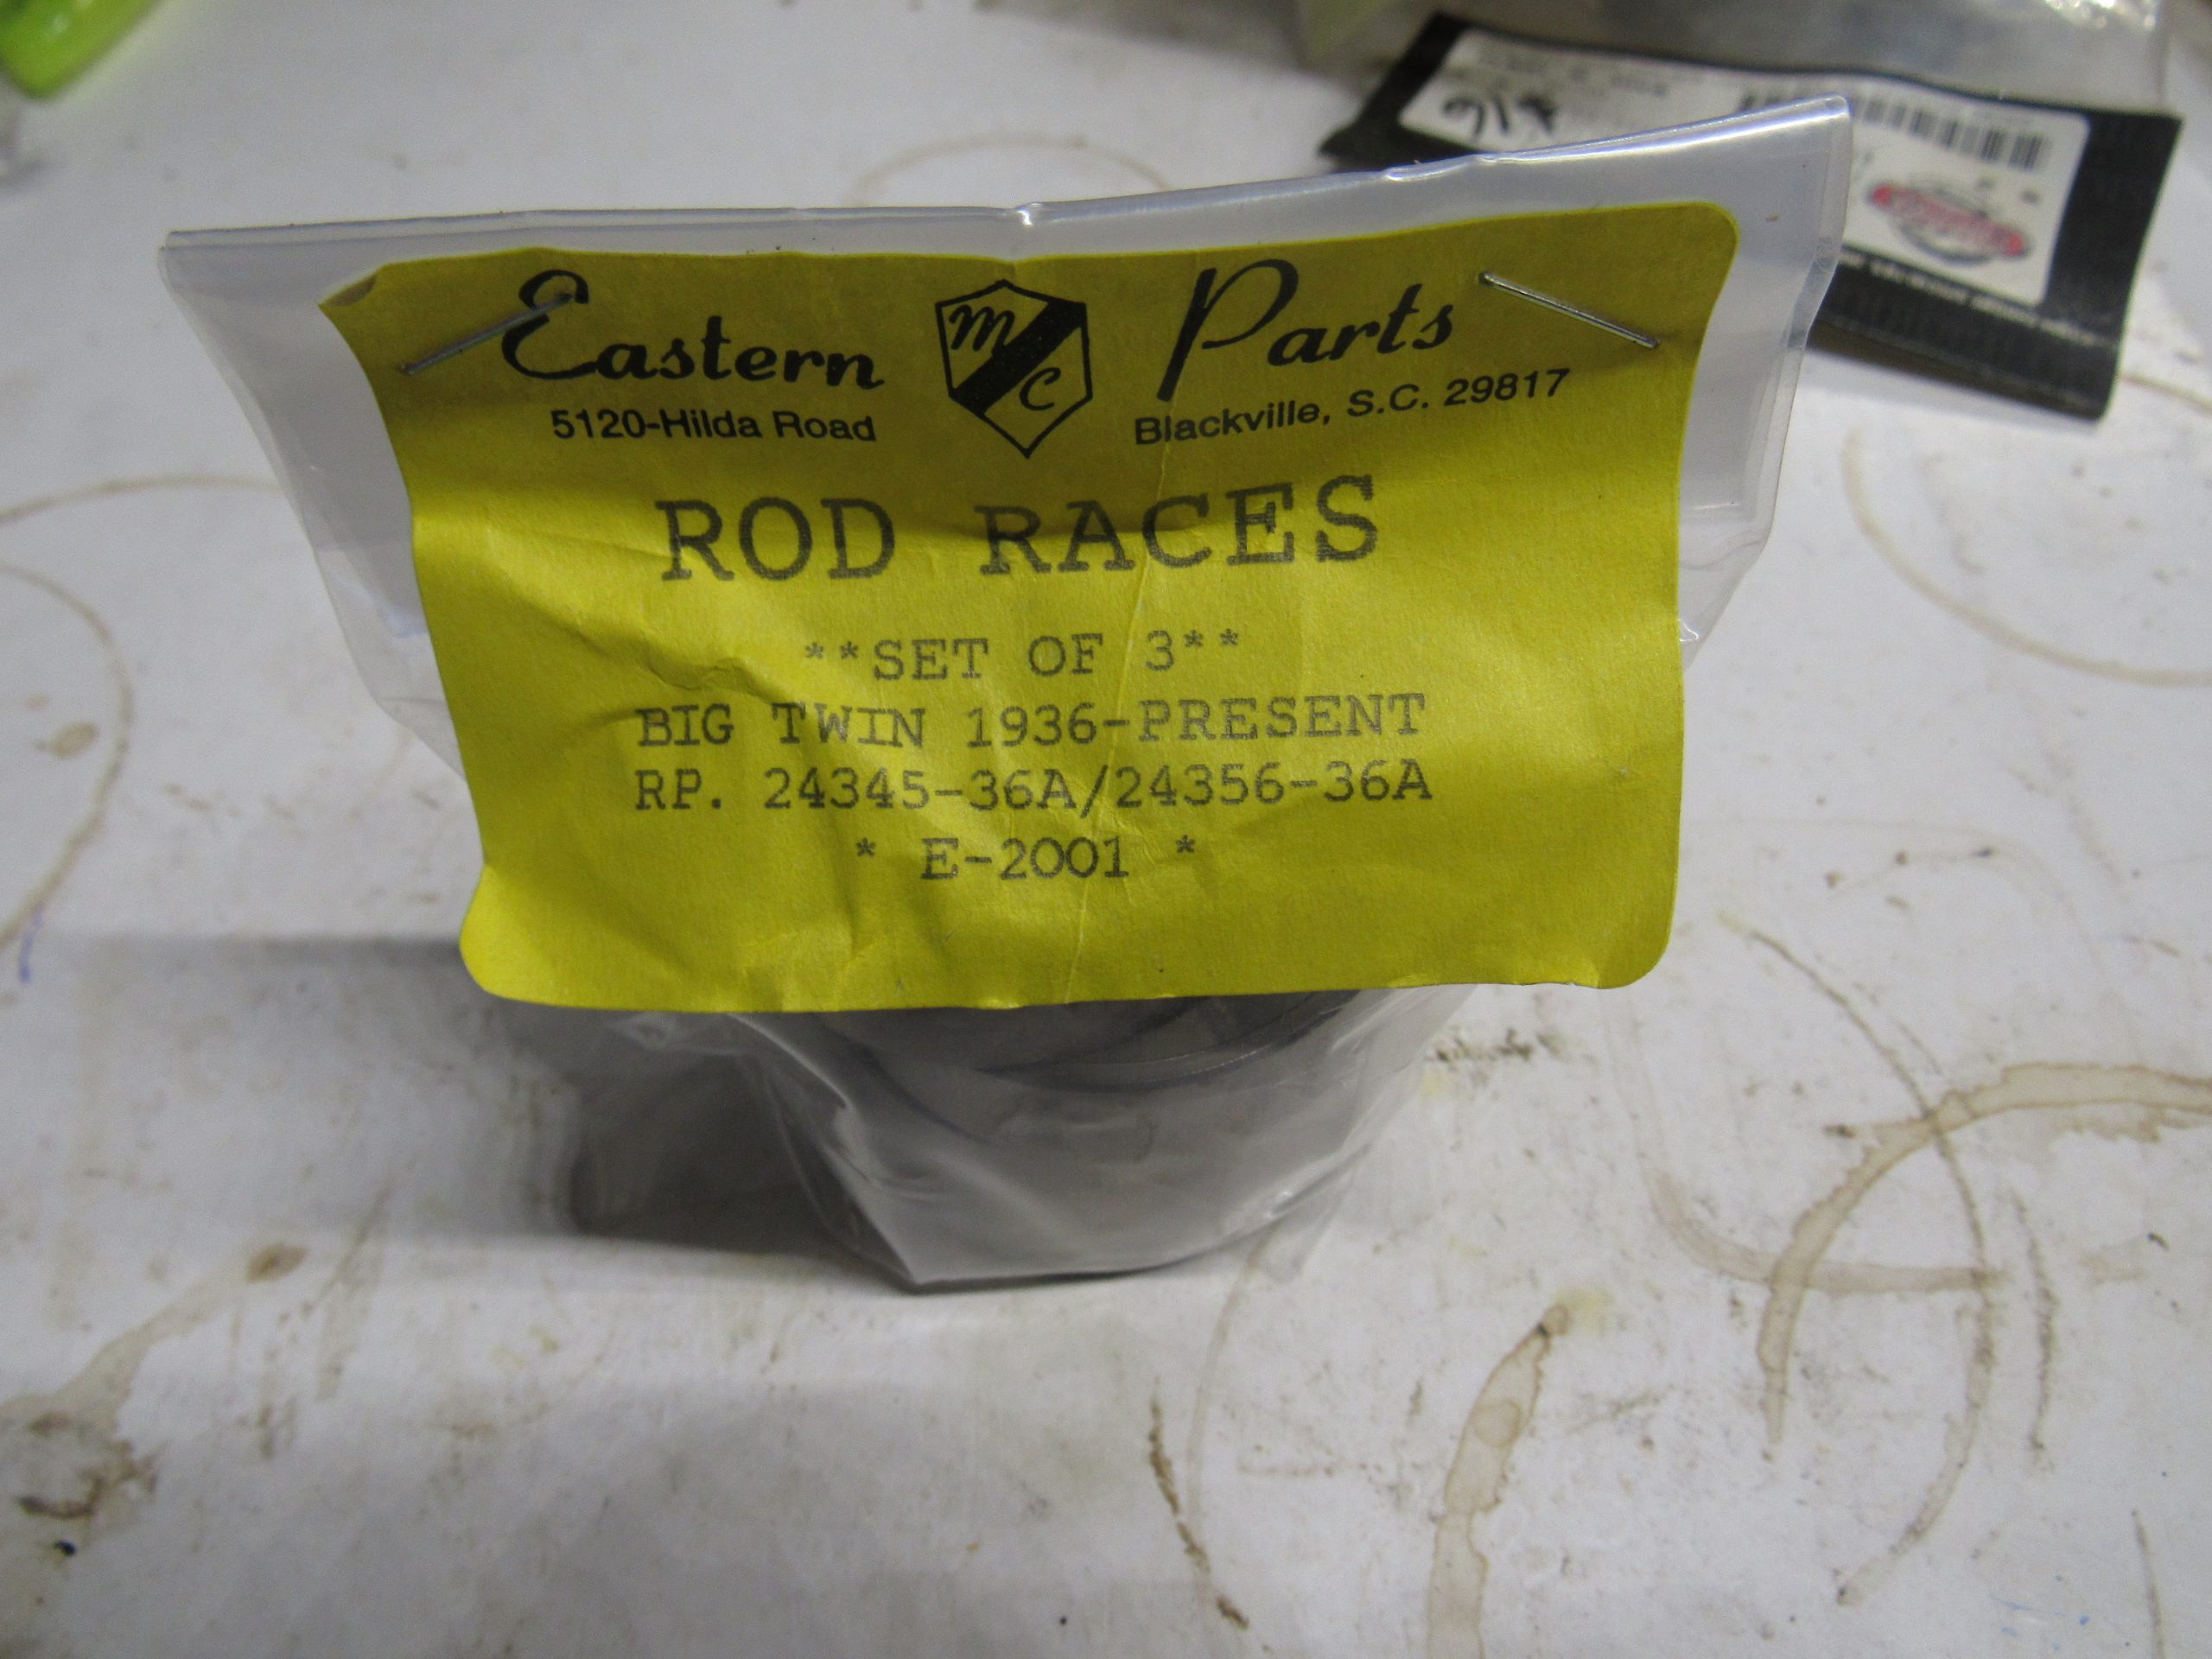 Eastern MC Parts
5120-Hilda Road Blackville, S.C. 29817
ROD RACES
**SET OF 3**
BIG TWIN 1936-PRESENT
RP. 24345-36A/24356-36A
* E-2001 *